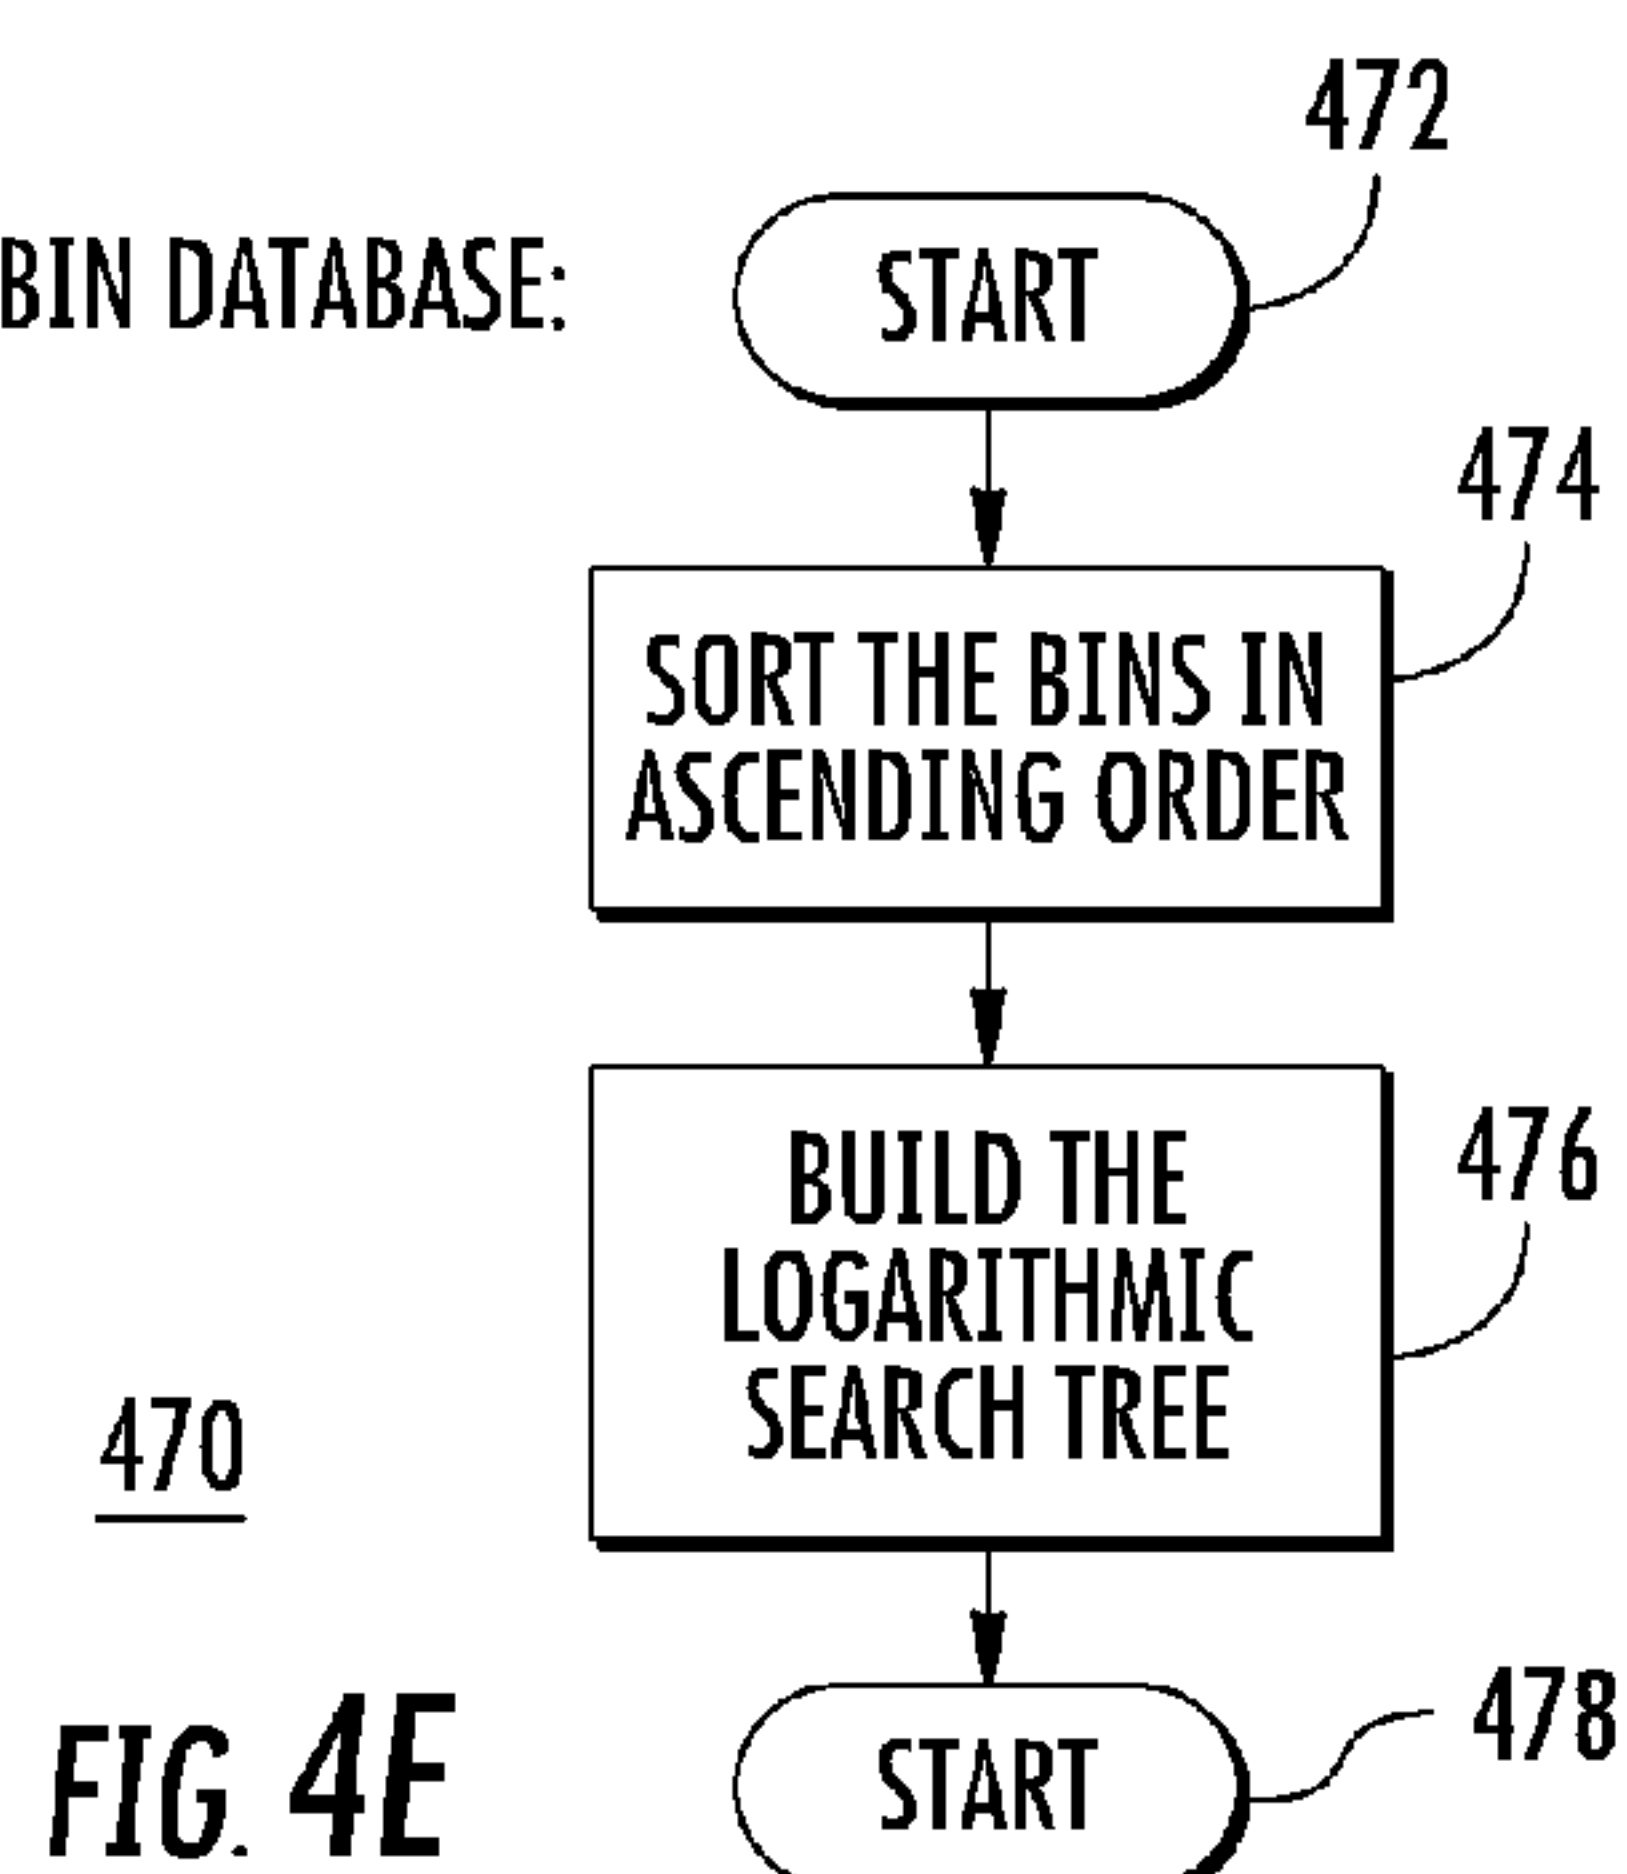 472
BIN DATABASE:
START
474
SORT THE BINS IN
ASCENDING ORDER
476
BUILD THE
LOGARITHMIC
SEARCH TREE
470
478
START
FIG. 4E